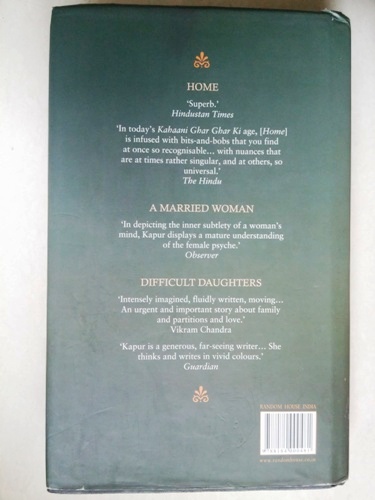 HOME
‘Superb.’
Hindustan Times
‘In today’s Kahaani Ghar Ghar Ki age, [Home]
is infused with bits-and-bobs that you find
at once so recognisable… with nuances that
are at times rather singular, and at others, so
universal.’
The Hindu
A MARRIED WOMAN
‘In depicting the inner subtlety of a woman’s
mind, Kapur displays a mature understanding
of the female psyche.’
Observer
DIFFICULT DAUGHTERS
‘Intensely imagined, fluidly written, moving…
An urgent and important story about family
and partitions and love.’
Vikram Chandra
‘Kapur is a generous, far-seeing writer… She
thinks and writes in vivid colours.’
Guardian
RANDOM HOUSE INDIA